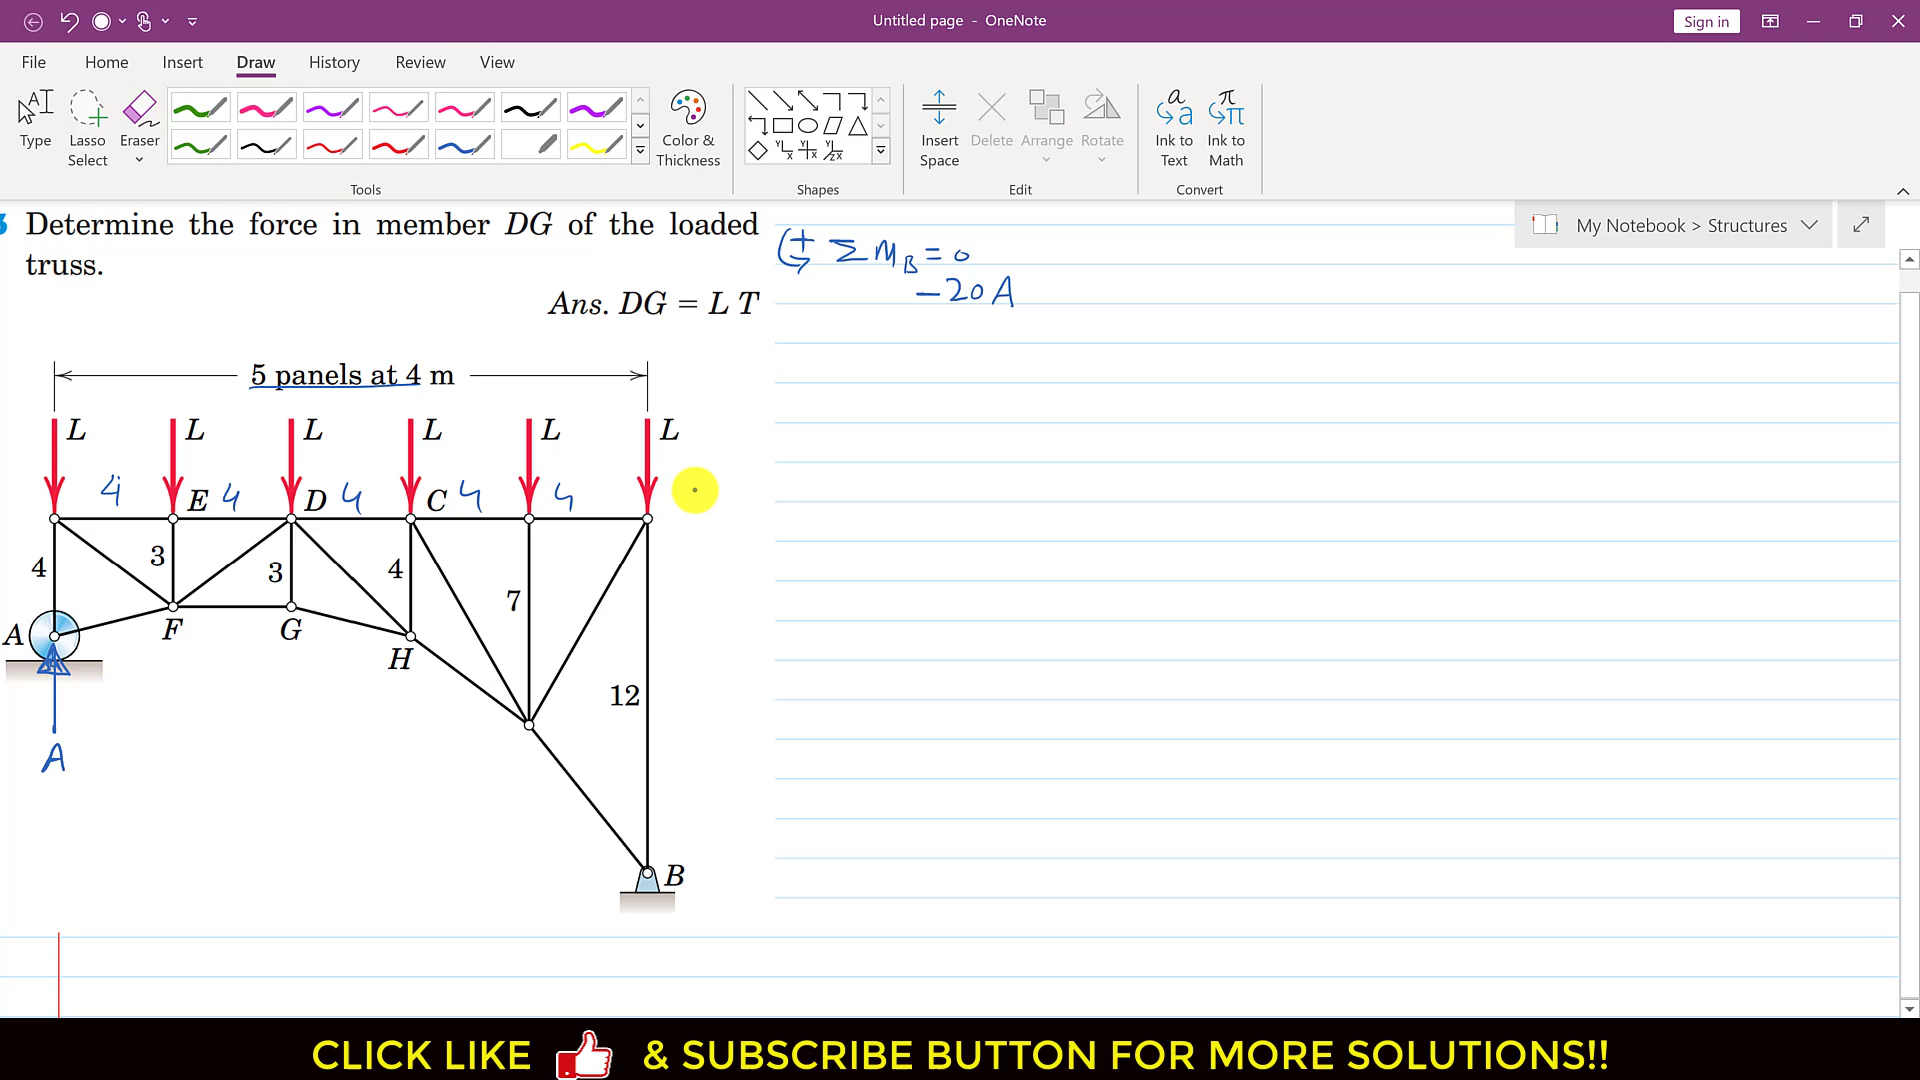 Untitled page - OneNote
Sign in
File Home Insert Draw History Review View
Type
Lasso Select
Eraser
Color & Thickness
Insert Space
Delete
Arrange
Rotate
Ink to Text
Ink to Math
Tools
Shapes
Edit
Convert
My Notebook > Structures
Determine the force in member DG of the loaded
truss.
Ans. DG = L T
+ Σ M_B = 0
−20 A
5 panels at 4 m
L L L L L L
4 E 4 D 4 C 4 4
4 3 3 4 7
A F G H
12
A
B
CLICK LIKE & SUBSCRIBE BUTTON FOR MORE SOLUTIONS!!